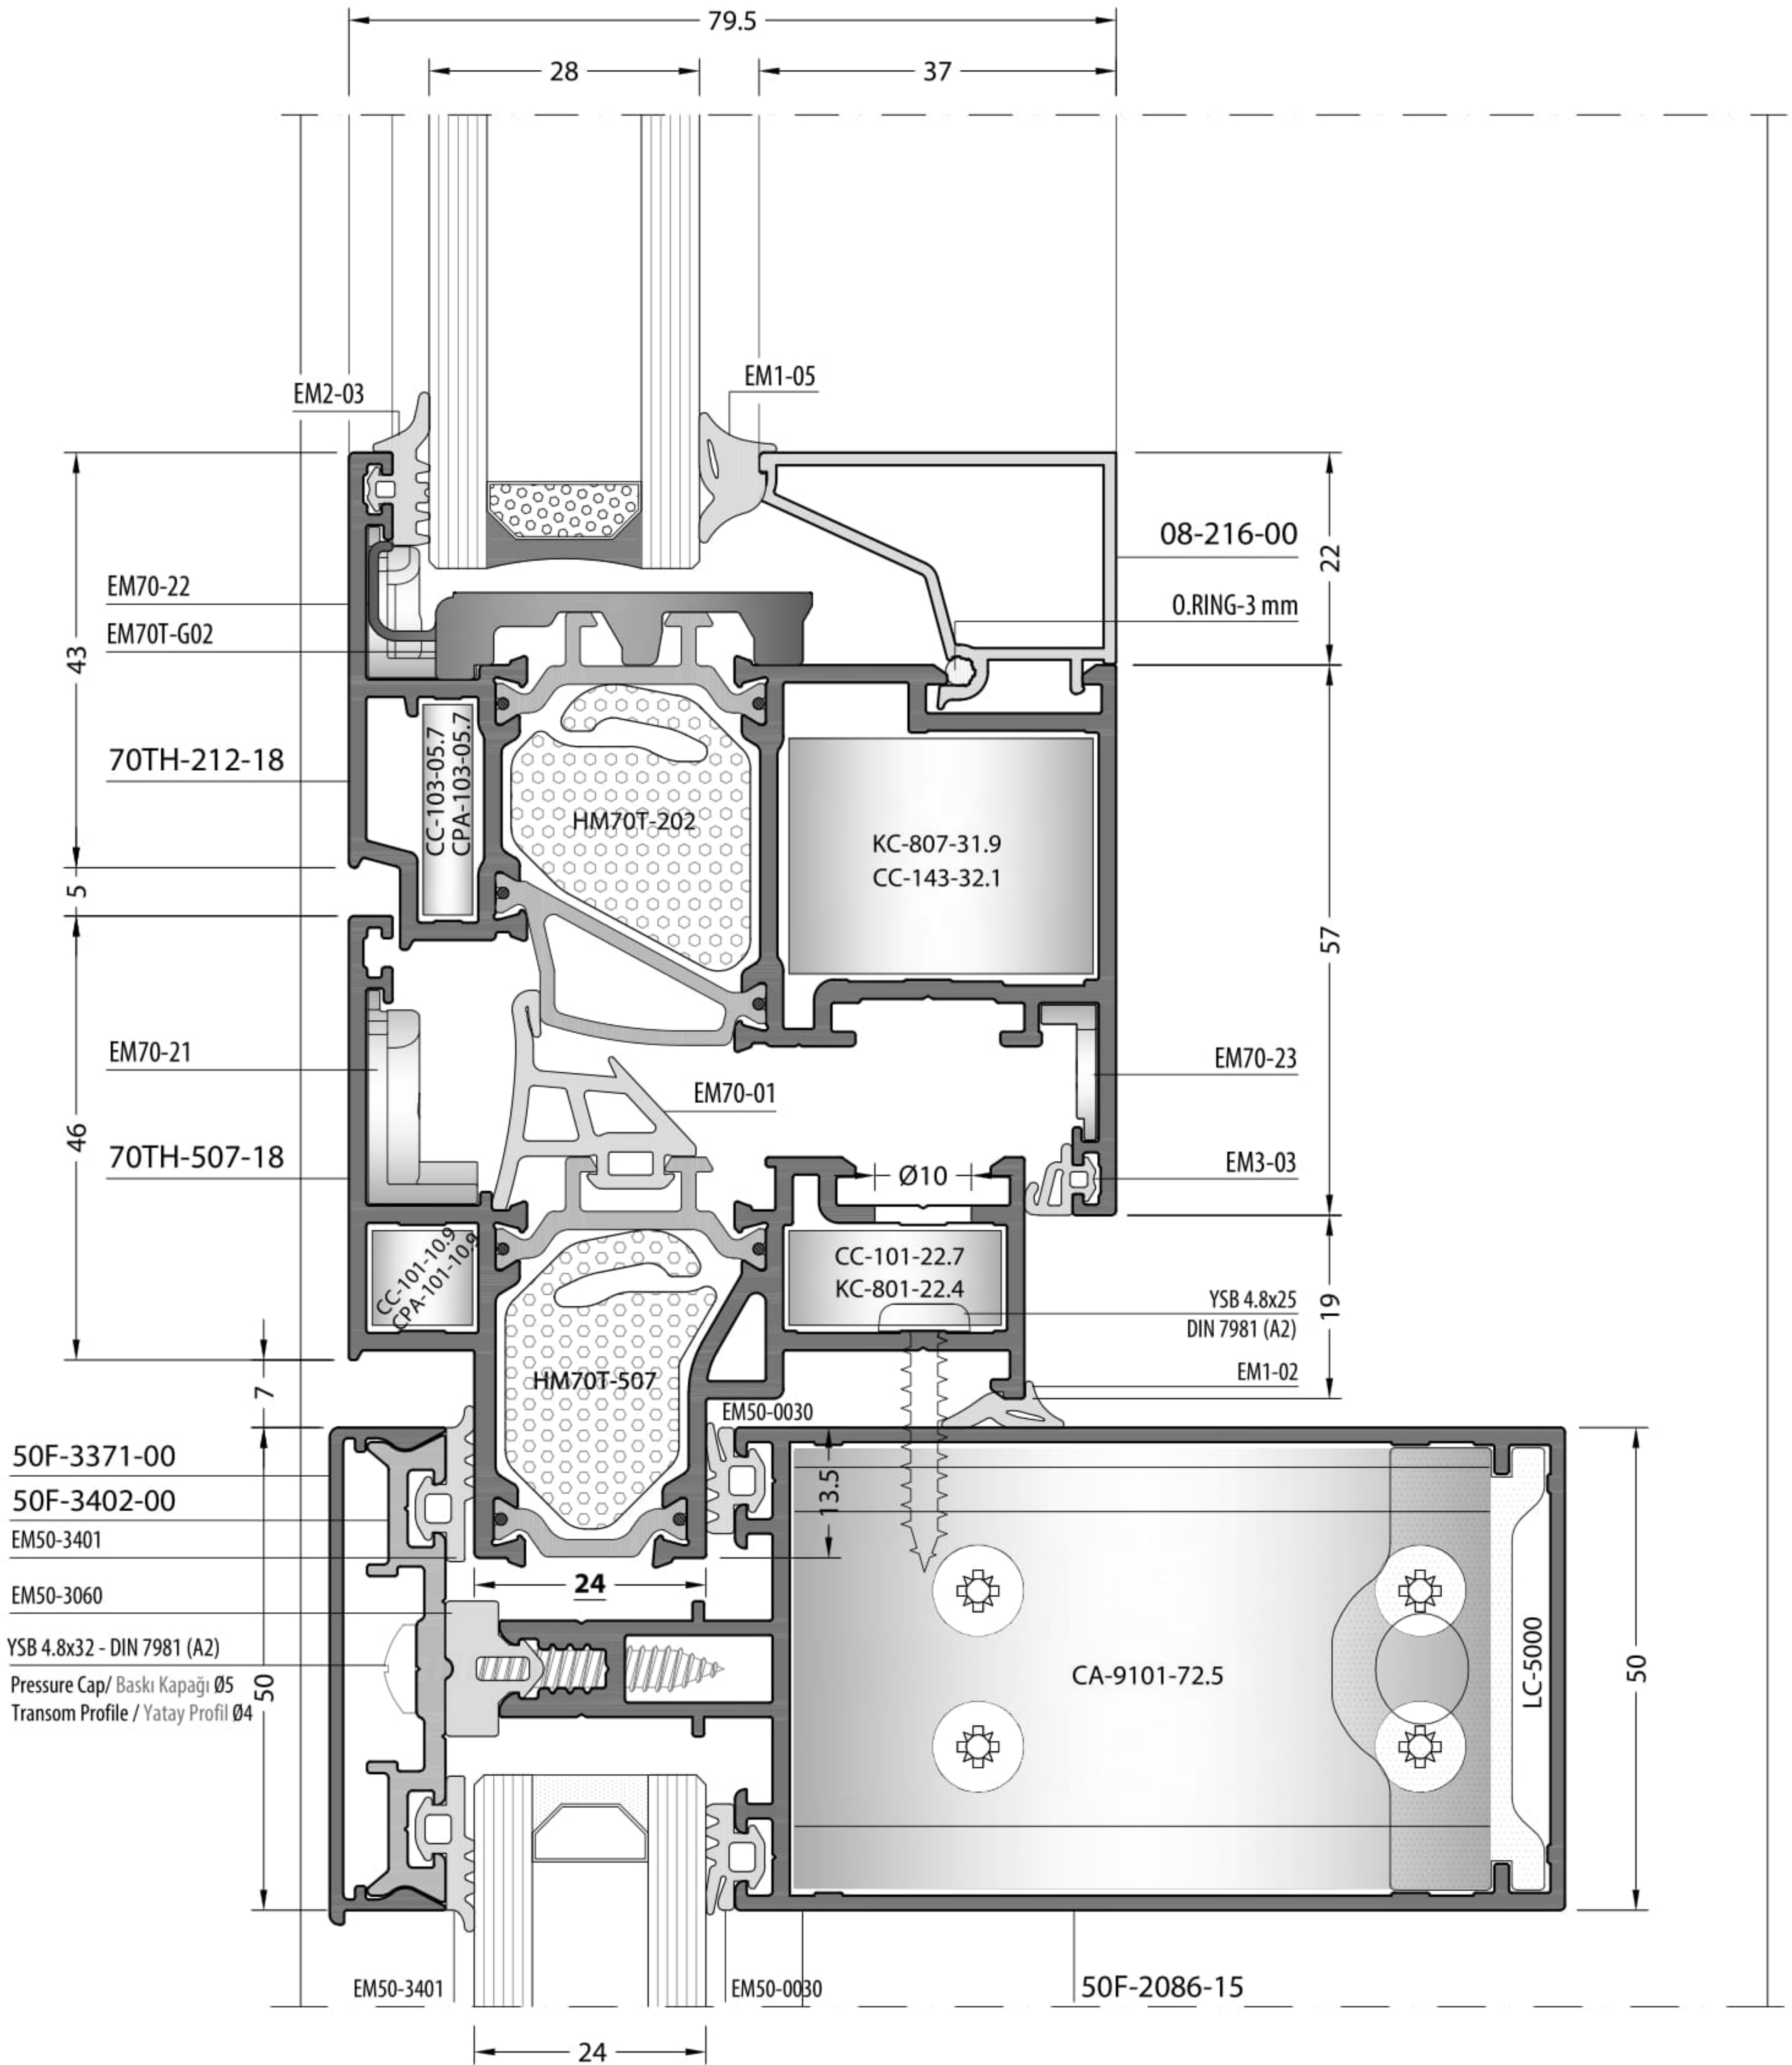 79.5
28
37
EM2-03
EM1-05
08-216-00
22
O.RING-3 mm
EM70-22
EM70T-G02
43
70TH-212-18
CC-103-05.7
CPA-103-05.7
HM70T-202
KC-807-31.9
CC-143-32.1
5
57
EM70-21
EM70-01
EM70-23
46
70TH-507-18
Ø10
EM3-03
CC-101-10.9
CPA-101-10.9
CC-101-22.7
KC-801-22.4
YSB 4.8x25
DIN 7981 (A2)
19
HM70T-507
EM1-02
7
EM50-0030
50F-3371-00
50F-3402-00
EM50-3401
13.5
24
EM50-3060
YSB 4.8x32 - DIN 7981 (A2)
Pressure Cap/ Baskı Kapağı Ø5
Transom Profile / Yatay Profil Ø4
50
CA-9101-72.5
LC-5000
50
EM50-3401
EM50-0030
50F-2086-15
24